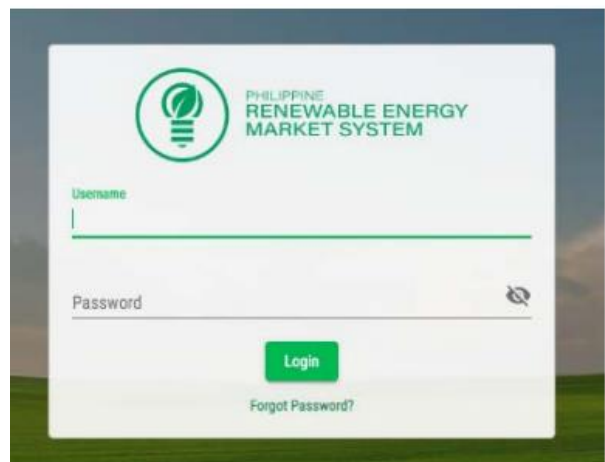 PHILIPPINE
RENEWABLE ENERGY
MARKET SYSTEM
Username
Password
Login
Forgot Password?